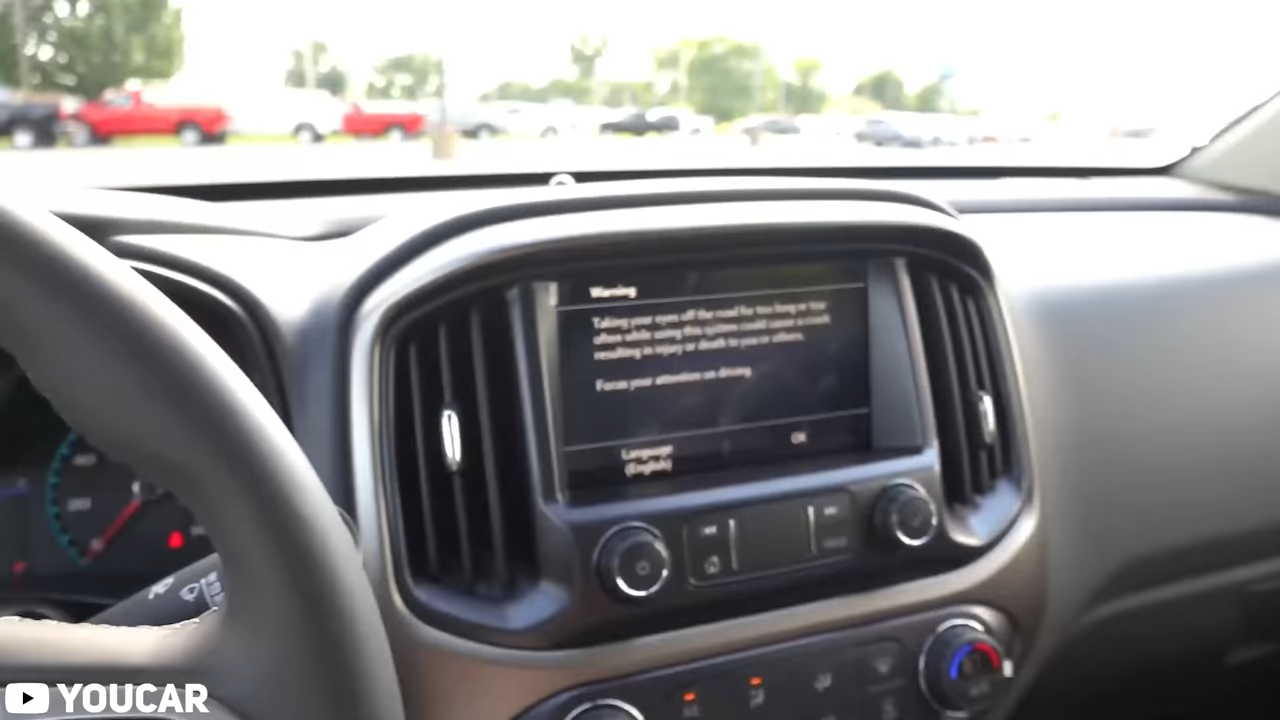 Warning
Taking your eyes off the road for too long or too
often while using this system could cause a crash
resulting in injury or death to you or others.
Focus your attention on driving.
Language
(English)
OK
YOUCAR